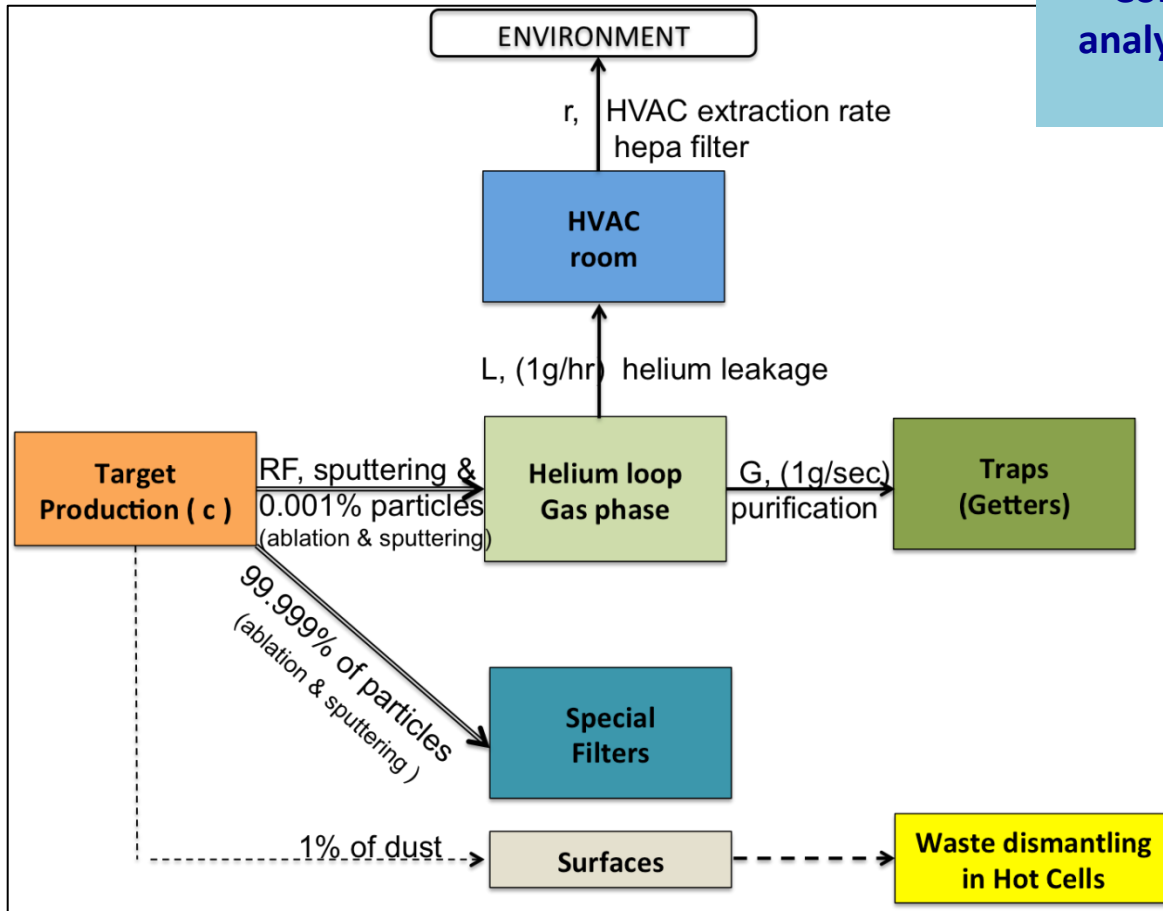 ENVIRONMENT
analy
r, HVAC extraction rate
hepa filter
HVAC
room
L, (1g/hr) helium leakage
Target
Production ( c )
RF, sputtering &
0.001% particles
(ablation & sputtering)
Helium loop
Gas phase
G, (1g/sec)
purification
Traps
(Getters)
99.999% of particles
(ablation & sputtering )
Special
Filters
1% of dust
Surfaces
Waste dismantling
in Hot Cells